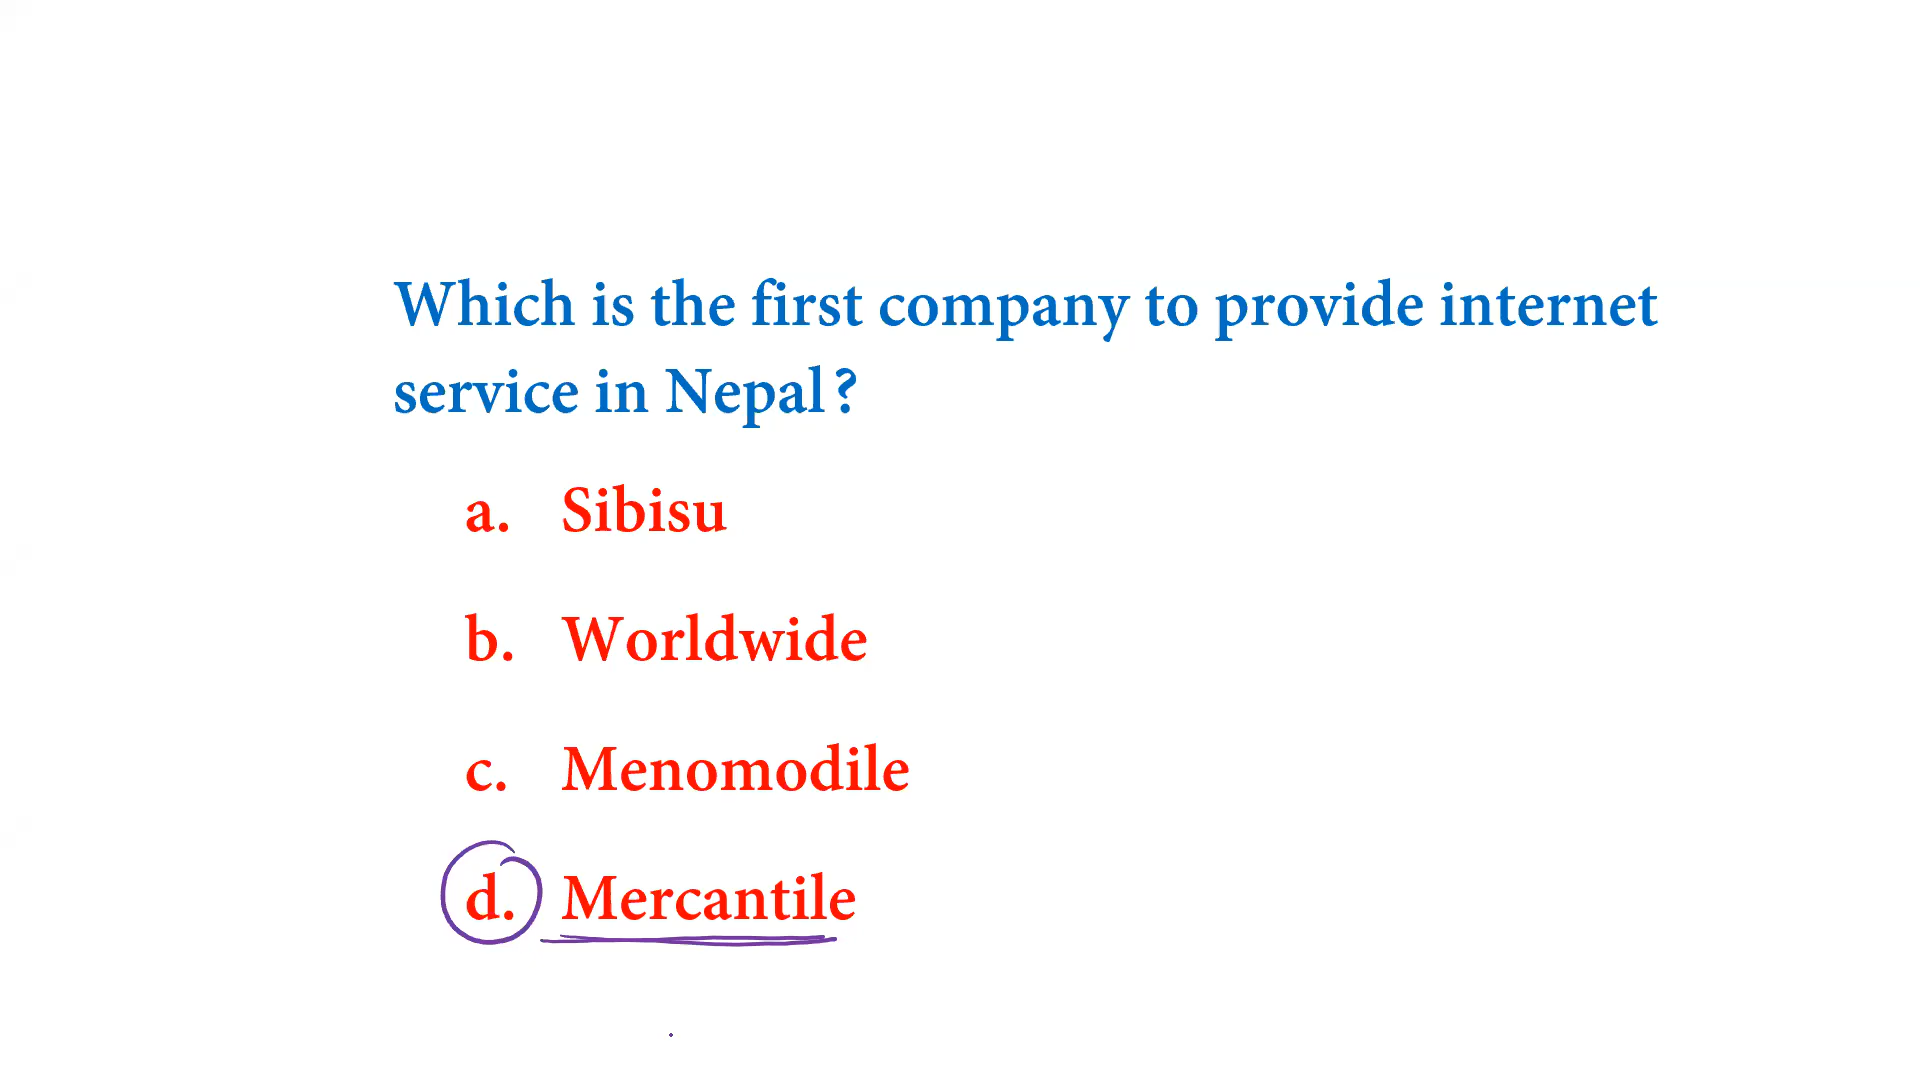 Which is the first company to provide internet
service in Nepal?
a. Sibisu
b. Worldwide
c. Menomodile
d. Mercantile